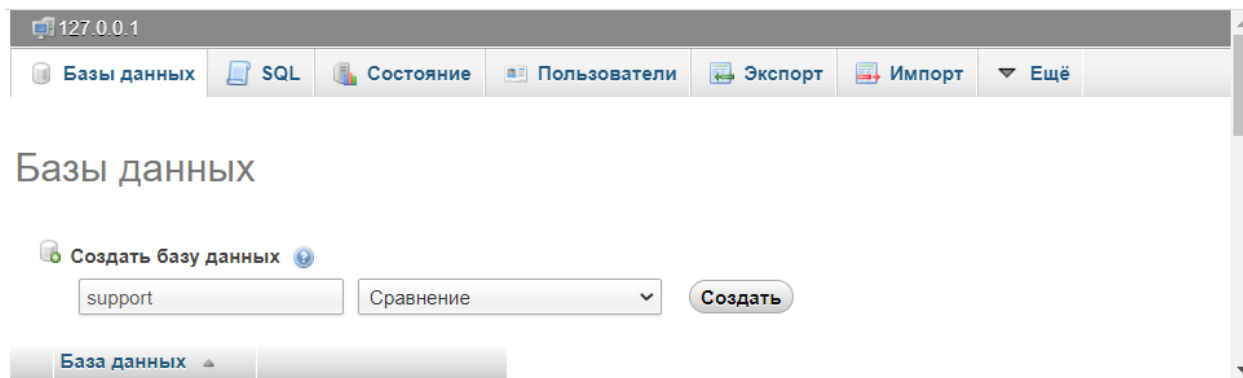 127.0.0.1
Базы данных SQL Состояние Пользователи Экспорт Импорт Ещё
Базы данных
Создать базу данных
support Сравнение Создать
База данных